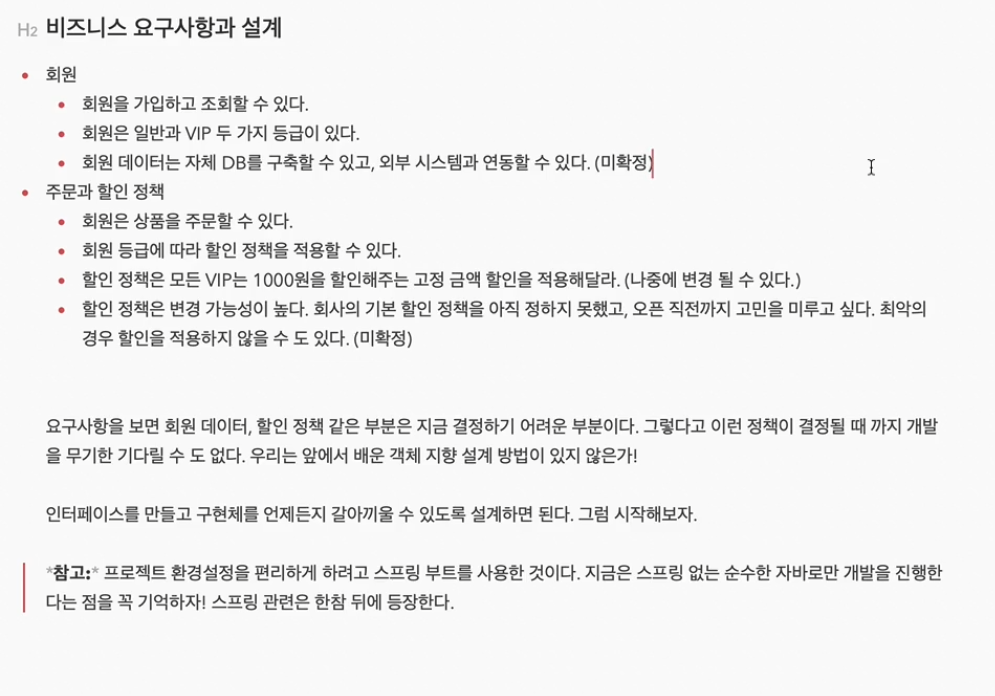 H2 비즈니스 요구사항과 설계
• 회원
• 회원을 가입하고 조회할 수 있다.
• 회원은 일반과 VIP 두 가지 등급이 있다.
• 회원 데이터는 자체 DB를 구축할 수 있고, 외부 시스템과 연동할 수 있다. (미확정)
• 주문과 할인 정책
• 회원은 상품을 주문할 수 있다.
• 회원 등급에 따라 할인 정책을 적용할 수 있다.
• 할인 정책은 모든 VIP는 1000원을 할인해주는 고정 금액 할인을 적용해달라. (나중에 변경 될 수 있다.)
• 할인 정책은 변경 가능성이 높다. 회사의 기본 할인 정책을 아직 정하지 못했고, 오픈 직전까지 고민을 미루고 싶다. 최악의
경우 할인을 적용하지 않을 수 도 있다. (미확정)
요구사항을 보면 회원 데이터, 할인 정책 같은 부분은 지금 결정하기 어려운 부분이다. 그렇다고 이런 정책이 결정될 때 까지 개발
을 무기한 기다릴 수 도 없다. 우리는 앞에서 배운 객체 지향 설계 방법이 있지 않은가!
인터페이스를 만들고 구현체를 언제든지 갈아끼울 수 있도록 설계하면 된다. 그럼 시작해보자.
*참고:* 프로젝트 환경설정을 편리하게 하려고 스프링 부트를 사용한 것이다. 지금은 스프링 없는 순수한 자바로만 개발을 진행한
다는 점을 꼭 기억하자! 스프링 관련은 한참 뒤에 등장한다.